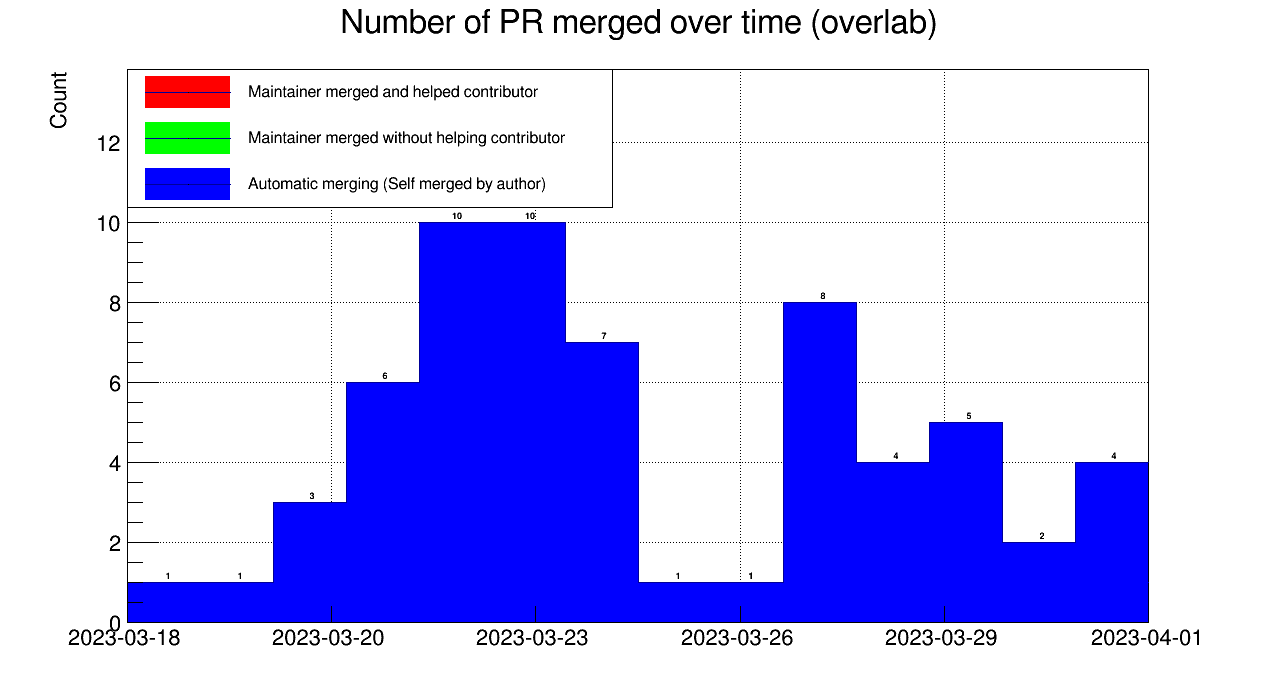 Number of PR merged over time (overlab)
Count
Maintainer merged and helped contributor
Maintainer merged without helping contributor
Automatic merging (Self merged by author)
12
10
8
6
4
2
0
1 1 3 6 10 10 7 1 1 8 4 5 2 4
2023-03-18 2023-03-20 2023-03-23 2023-03-26 2023-03-29 2023-04-01